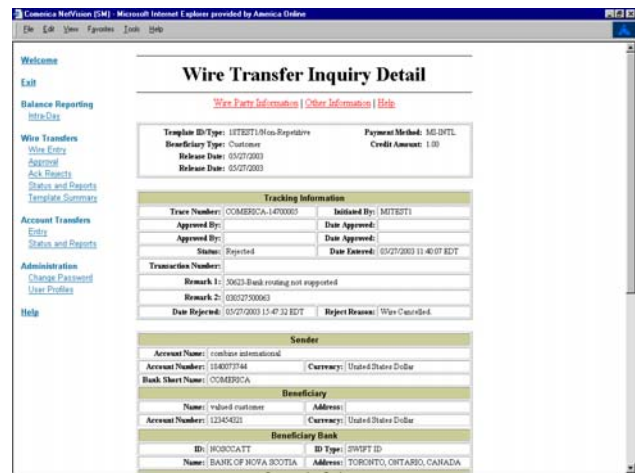 Comerica NetVision (SM) - Microsoft Internet Explorer provided by America Online
File Edit View Favorites Tools Help
Welcome
Exit
Balance Reporting
Intra-Day
Wire Transfers
Wire Entry
Approval
Ack Rejects
Status and Reports
Template Summary
Account Transfers
Entry
Status and Reports
Administration
Change Password
User Profiles
Help
Wire Transfer Inquiry Detail
Wire Party Information | Other Information | Help
Template ID/Type: 18TEST1/Non-Repetitive Payment Method: MI-INTL
Beneficiary Type: Customer Credit Amount: 1.00
Release Date: 05/27/2003
Release Date: 05/27/2003
Tracking Information
Trace Number: COMERICA-14700005 Initiated By: MITEST1
Approved By: Date Approved:
Approved By: Date Approved:
Status: Rejected Date Entered: 05/27/2003 11:40:07 EDT
Transaction Number:
Remark 1: 50623-Bank routing not supported
Remark 2: 030527500063
Date Rejected: 05/27/2003 15:47:32 EDT Reject Reason: Wire Cancelled.
Sender
Account Name: combine international
Account Number: 1840073744 Currency: United States Dollar
Bank Short Name: COMERICA
Beneficiary
Name: valued customer Address:
Account Number: 123454321 Currency: United States Dollar
Beneficiary Bank
ID: NOSCCATT ID Type: SWIFT ID
Name: BANK OF NOVA SCOTIA Address: TORONTO, ONTARIO, CANADA